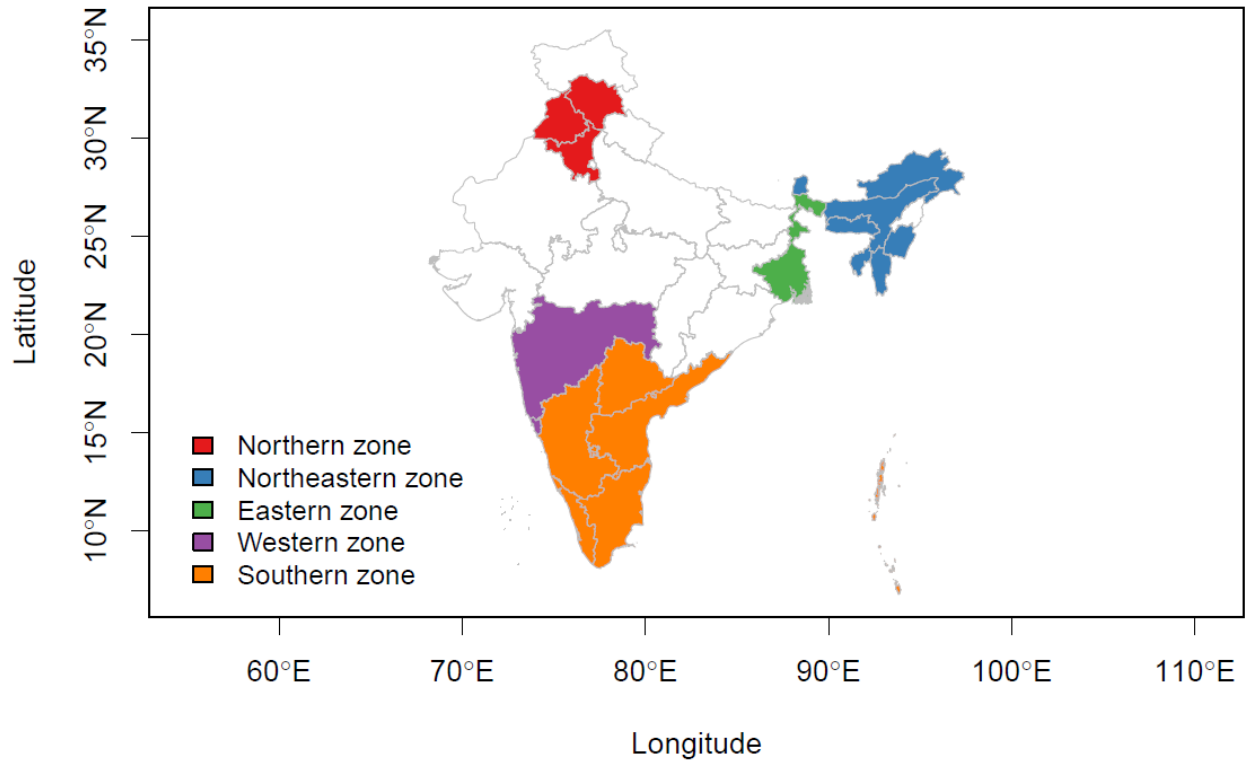 35°N
30°N
25°N
20°N
15°N
10°N
Latitude
Northern zone
Northeastern zone
Eastern zone
Western zone
Southern zone
60°E 70°E 80°E 90°E 100°E 110°E
Longitude